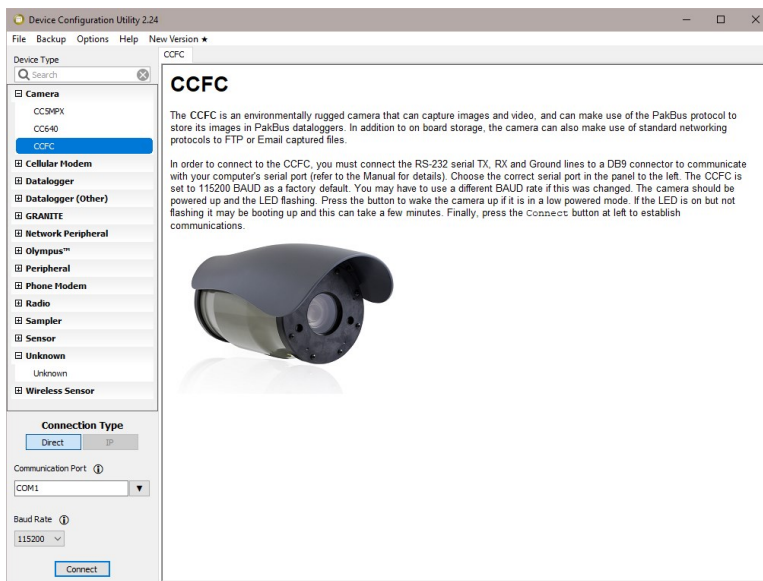 Device Configuration Utility 2.24
File Backup Options Help New Version ★
Device Type
Search
Camera
CC5MPX
CC640
CCFC
Cellular Modem
Datalogger
Datalogger (Other)
GRANITE
Network Peripheral
Olympus™
Peripheral
Phone Modem
Radio
Sampler
Sensor
Unknown
Unknown
Wireless Sensor
Connection Type
Direct IP
Communication Port
COM1
Baud Rate
115200
Connect
CCFC
CCFC
The CCFC is an environmentally rugged camera that can capture images and video, and can make use of the PakBus protocol to
store its images in PakBus dataloggers. In addition to on board storage, the camera can also make use of standard networking
protocols to FTP or Email captured files.
In order to connect to the CCFC, you must connect the RS-232 serial TX, RX and Ground lines to a DB9 connector to communicate
with your computer's serial port (refer to the Manual for details). Choose the correct serial port in the panel to the left. The CCFC is
set to 115200 BAUD as a factory default. You may have to use a different BAUD rate if this was changed. The camera should be
powered up and the LED flashing. Press the button to wake the camera up if it is in a low powered mode. If the LED is on but not
flashing it may be booting up and this can take a few minutes. Finally, press the Connect button at left to establish
communications.